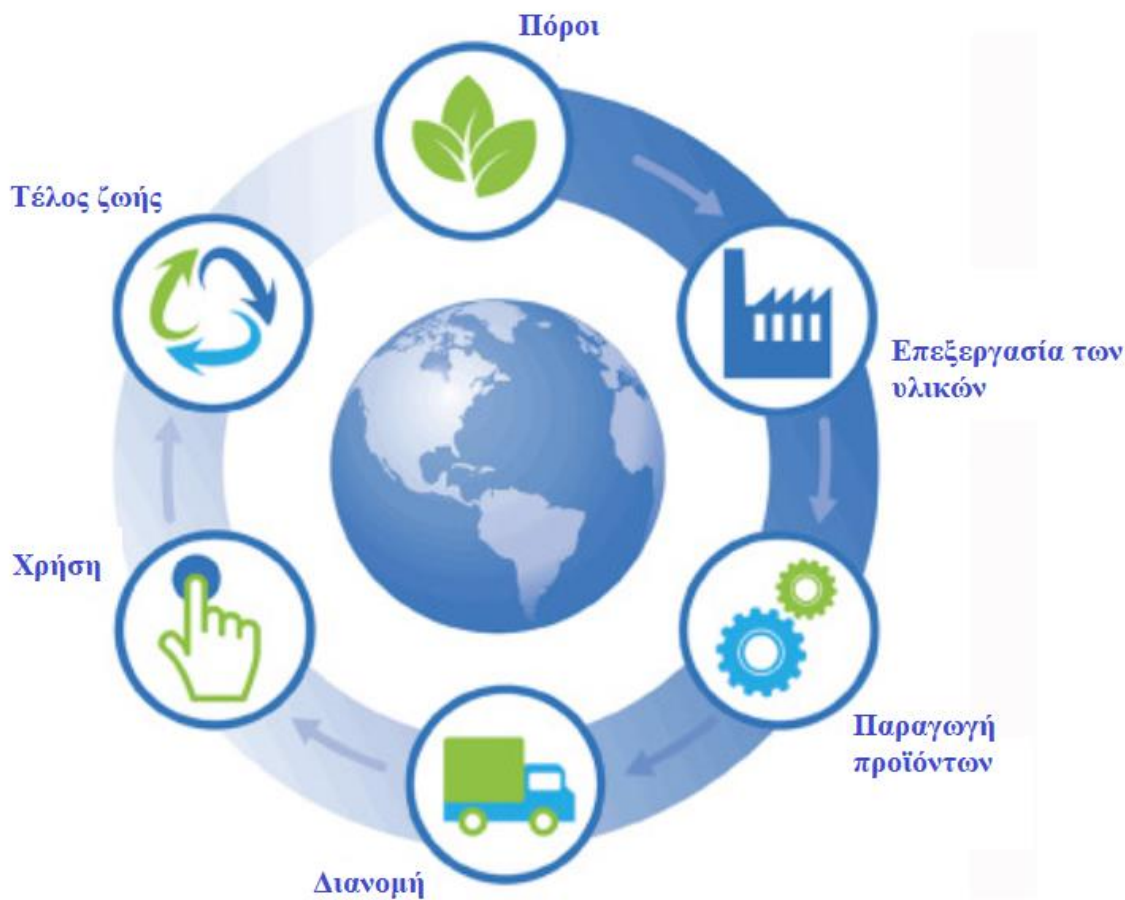 Πόροι
Επεξεργασία των
υλικών
Παραγωγή
προϊόντων
Διανομή
Χρήση
Τέλος ζωής